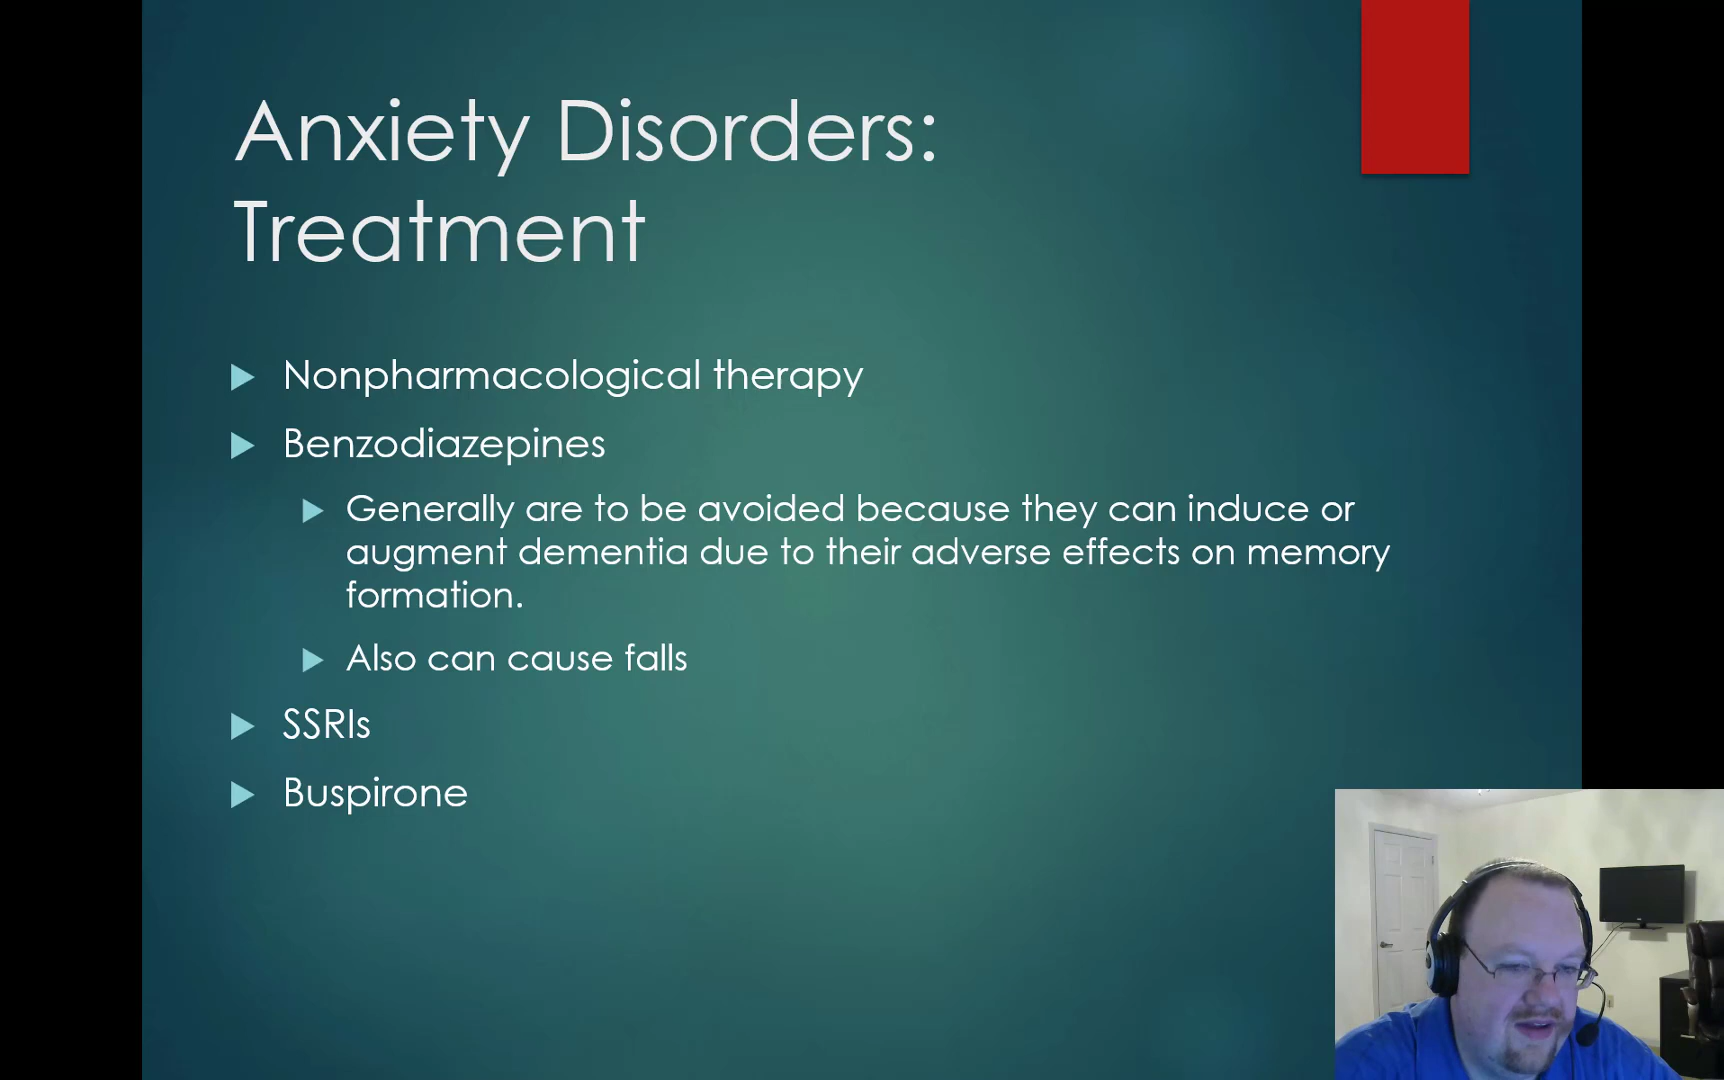 Anxiety Disorders:
Treatment
Nonpharmacological therapy
Benzodiazepines
Generally are to be avoided because they can induce or
augment dementia due to their adverse effects on memory
formation.
Also can cause falls
SSRIs
Buspirone